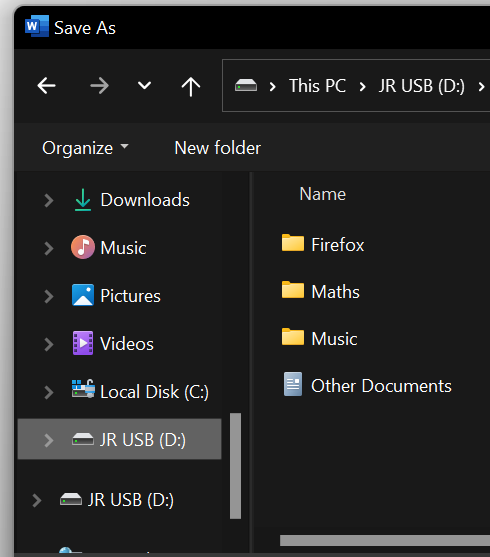 Save As
This PC > JR USB (D:) >
Organize
New folder
Name
Downloads
Music
Pictures
Videos
Local Disk (C:)
JR USB (D:)
JR USB (D:)
Firefox
Maths
Music
Other Documents